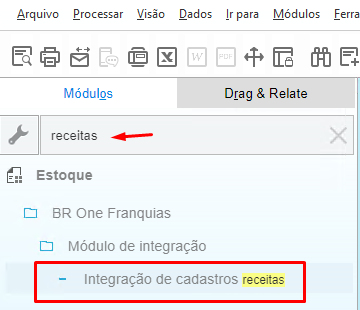 Arquivo Processar Visão Dados Ir para Módulos Ferra
Módulos Drag & Relate
receitas
Estoque
BR One Franquias
Módulo de integração
Integração de cadastros receitas